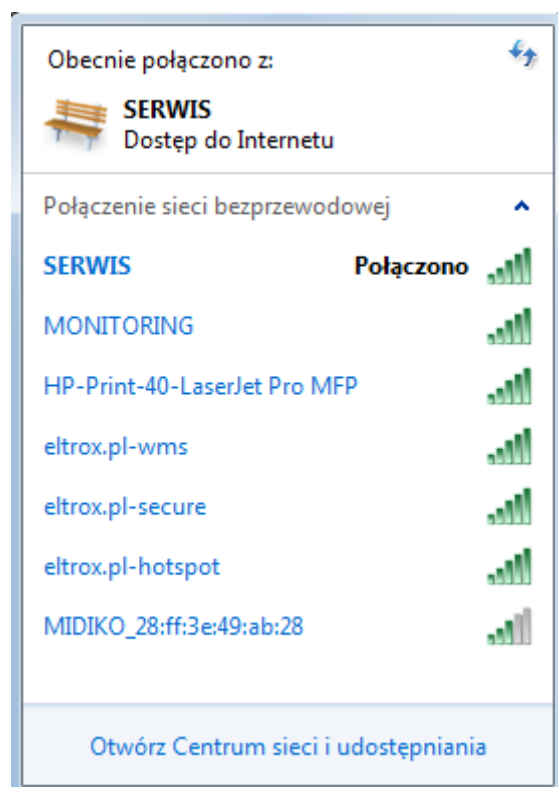 Obecnie połączono z:
SERWIS
Dostęp do Internetu
Połączenie sieci bezprzewodowej
SERWIS Połączono
MONITORING
HP-Print-40-LaserJet Pro MFP
eltrox.pl-wms
eltrox.pl-secure
eltrox.pl-hotspot
MIDIKO_28:ff:3e:49:ab:28
Otwórz Centrum sieci i udostępniania